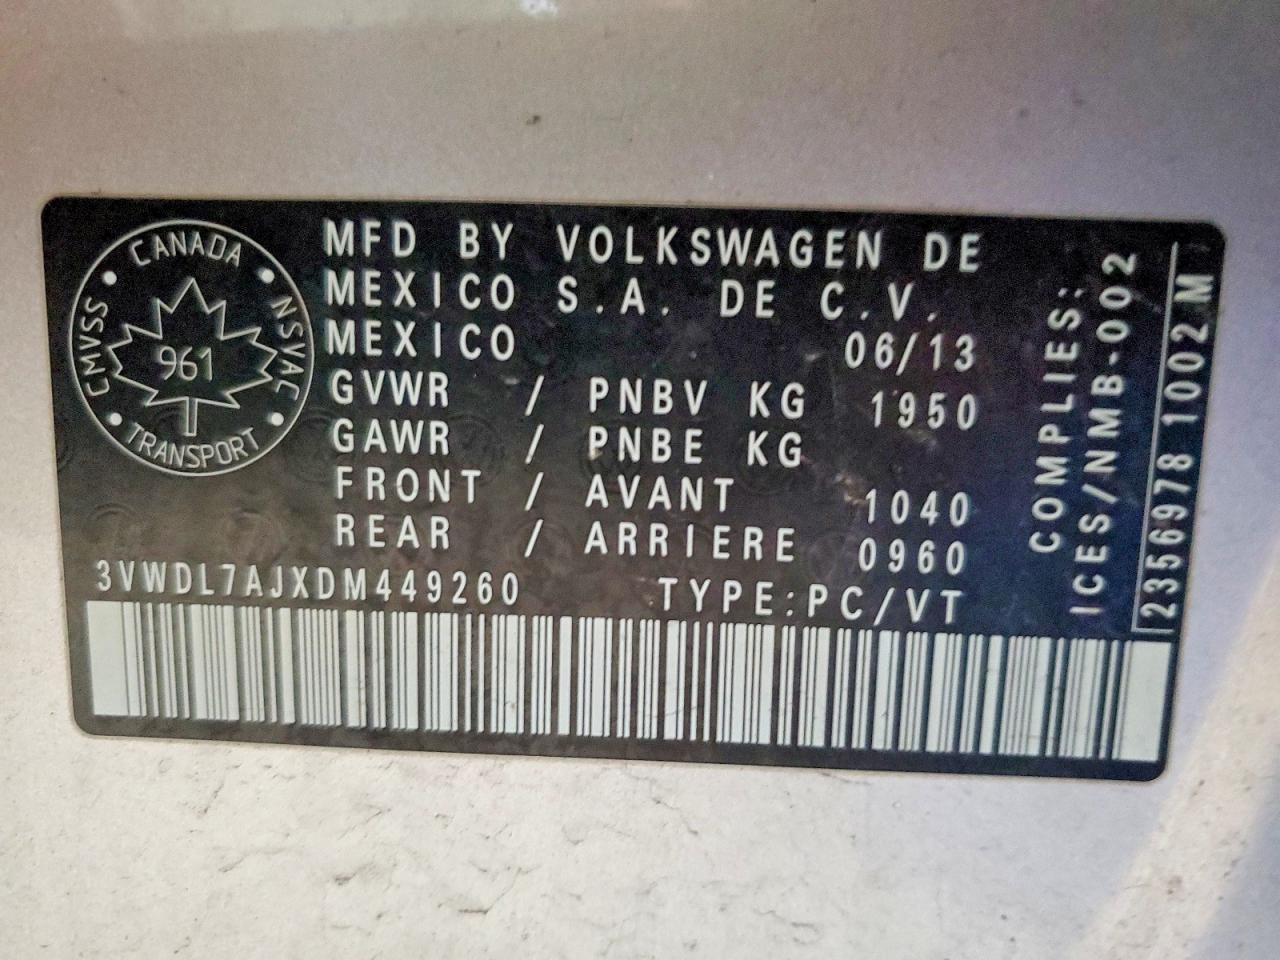 CANADA
CMVSS
961
NSVAC
TRANSPORT
MFD BY VOLKSWAGEN DE
MEXICO S.A. DE C.V.
MEXICO 06/13
GVWR / PNBV KG 1950
GAWR / PNBE KG
FRONT / AVANT 1040
REAR / ARRIERE 0960
3VWDL7AJXDM449260 TYPE:PC/VT
COMPLIES:
ICES/NMB-002
2356978 1002 M